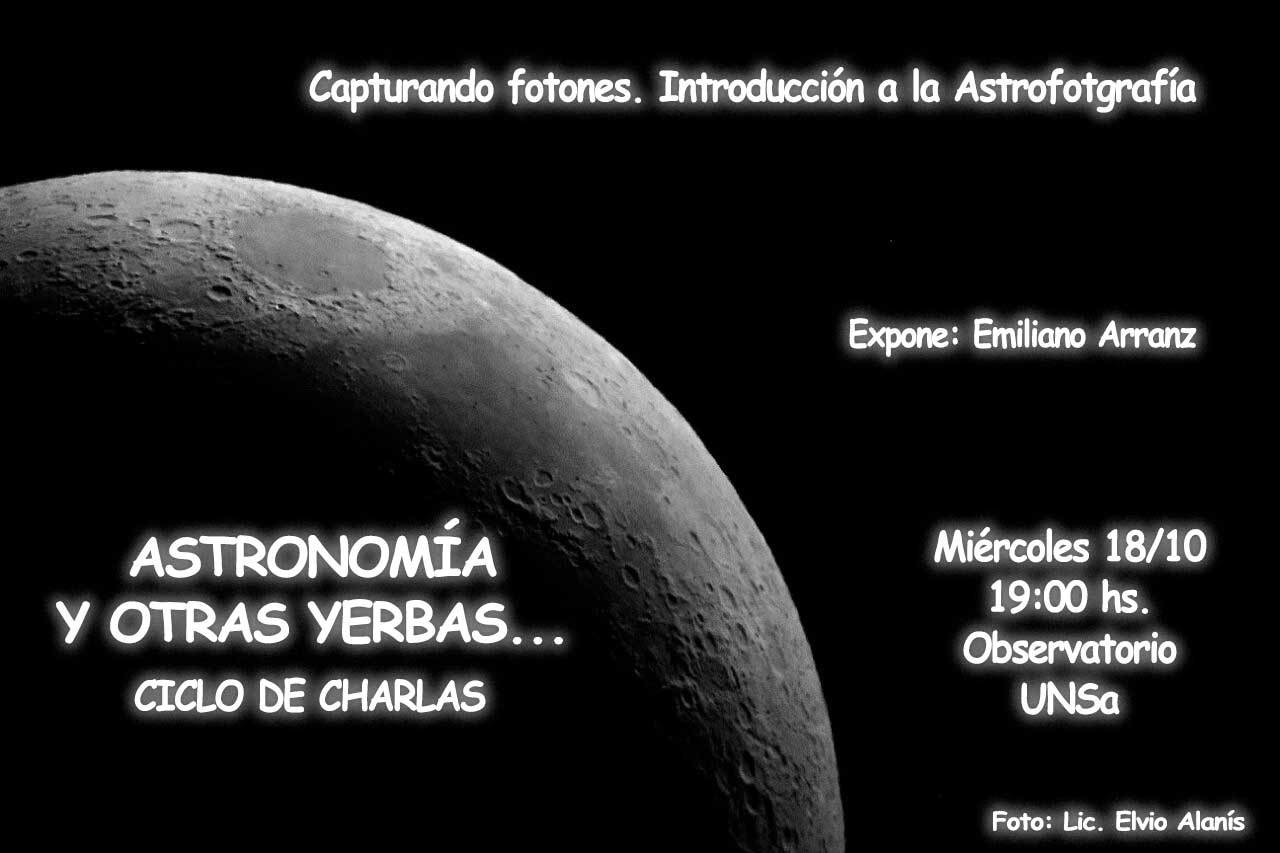 Capturando fotones. Introducción a la Astrofotgrafía
Expone: Emiliano Arranz
ASTRONOMÍA
Y OTRAS YERBAS...
CICLO DE CHARLAS
Miércoles 18/10
19:00 hs.
Observatorio
UNSa
Foto: Lic. Elvio Alanís